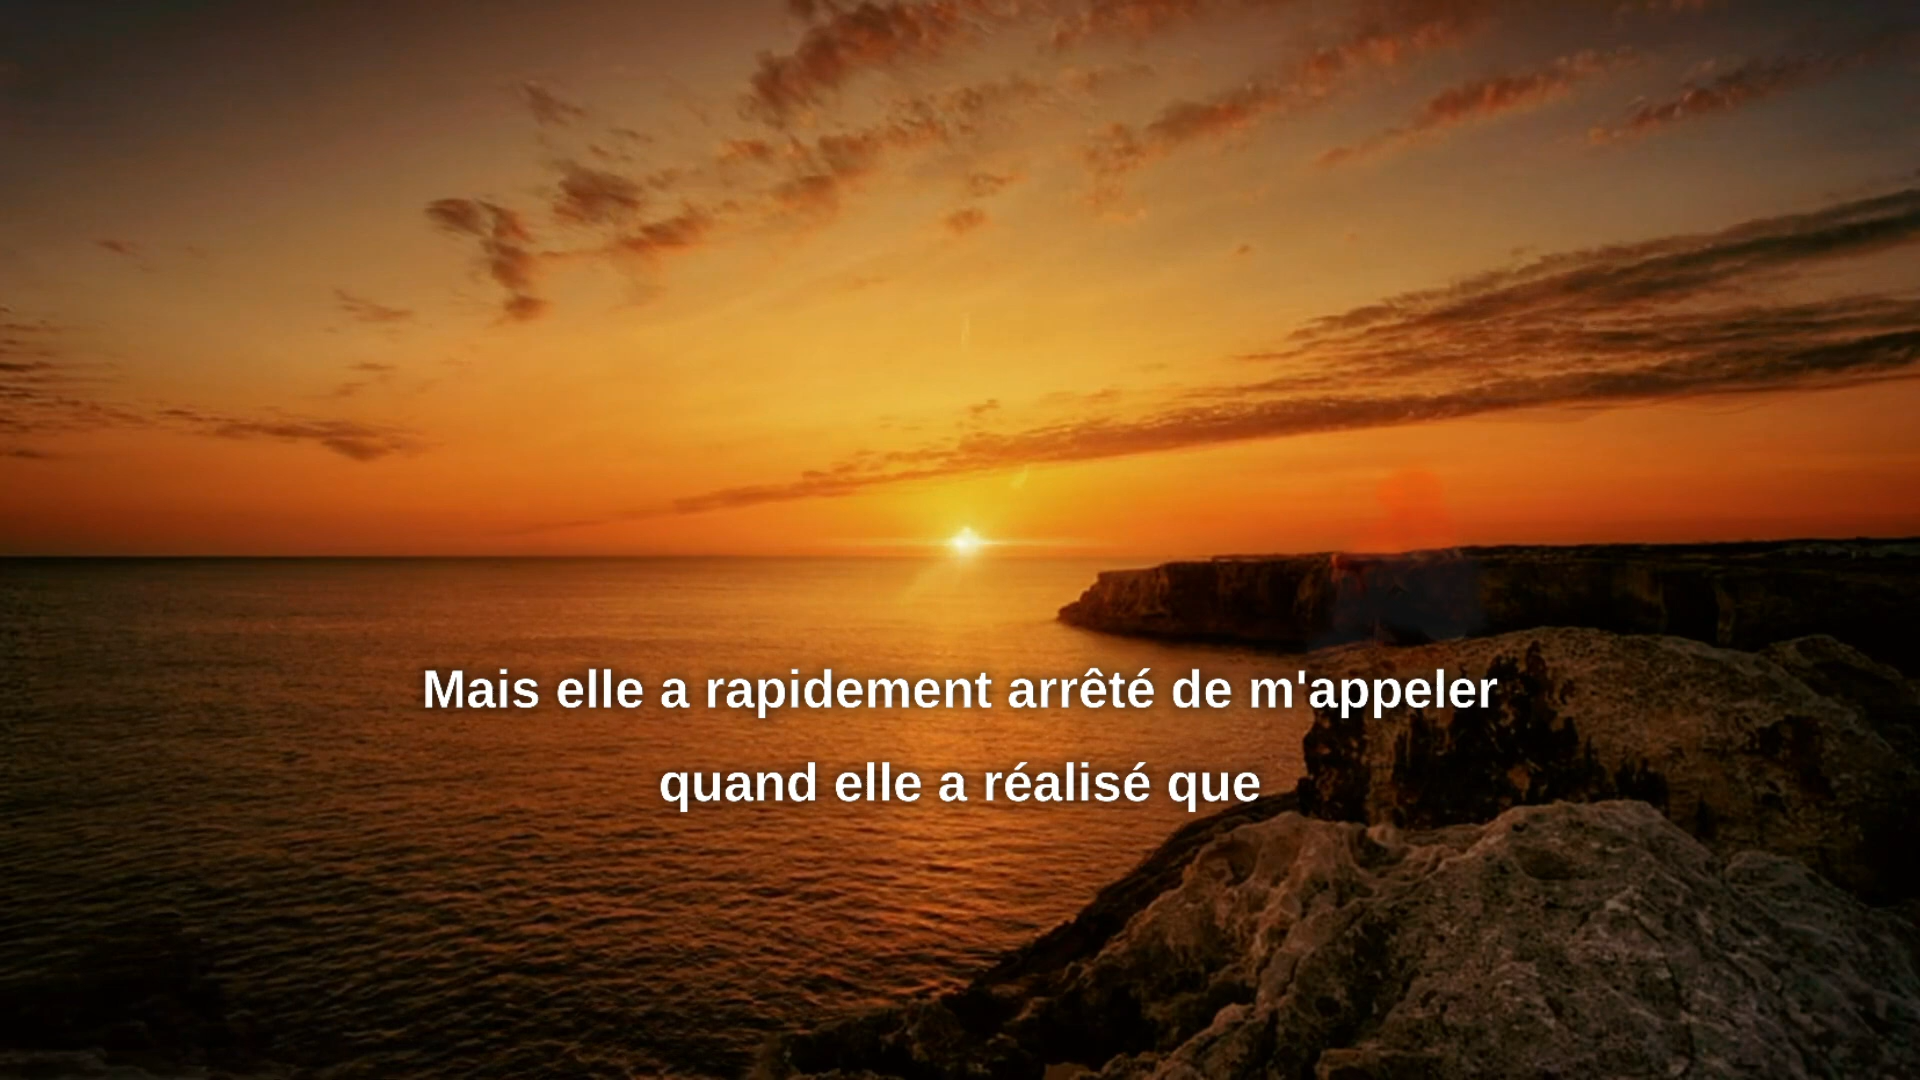 Mais elle a rapidement arrêté de m'appeler
quand elle a réalisé que